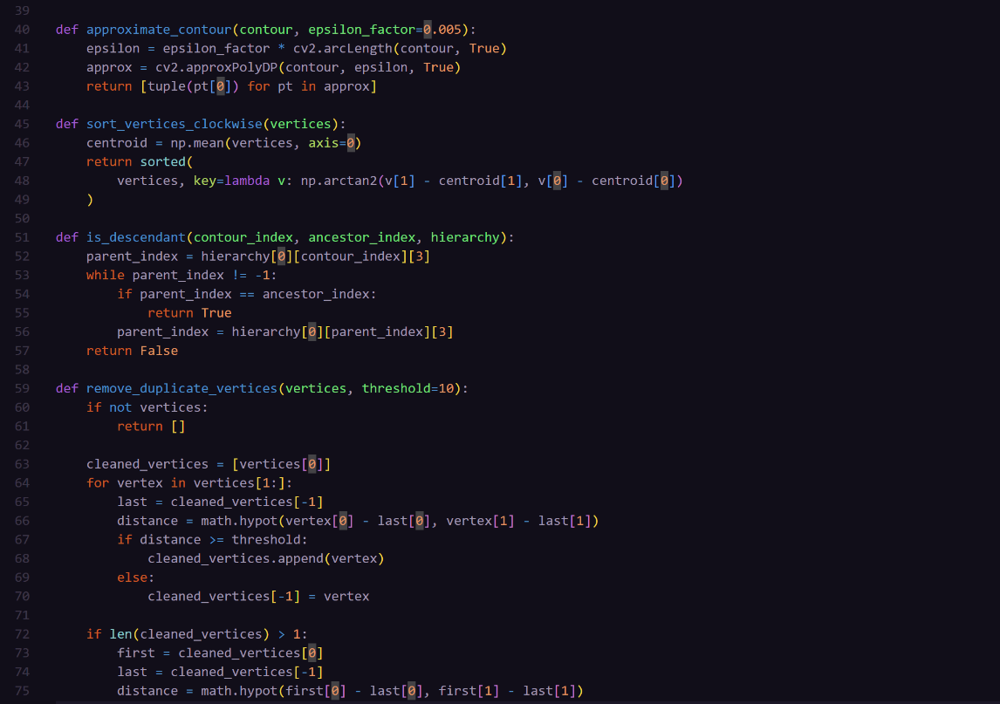 39
40 def approximate_contour(contour, epsilon_factor=0.005):
41     epsilon = epsilon_factor * cv2.arcLength(contour, True)
42     approx = cv2.approxPolyDP(contour, epsilon, True)
43     return [tuple(pt[0]) for pt in approx]
44
45 def sort_vertices_clockwise(vertices):
46     centroid = np.mean(vertices, axis=0)
47     return sorted(
48         vertices, key=lambda v: np.arctan2(v[1] - centroid[1], v[0] - centroid[0])
49     )
50
51 def is_descendant(contour_index, ancestor_index, hierarchy):
52     parent_index = hierarchy[0][contour_index][3]
53     while parent_index != -1:
54         if parent_index == ancestor_index:
55             return True
56         parent_index = hierarchy[0][parent_index][3]
57     return False
58
59 def remove_duplicate_vertices(vertices, threshold=10):
60     if not vertices:
61         return []
62
63     cleaned_vertices = [vertices[0]]
64     for vertex in vertices[1:]:
65         last = cleaned_vertices[-1]
66         distance = math.hypot(vertex[0] - last[0], vertex[1] - last[1])
67         if distance >= threshold:
68             cleaned_vertices.append(vertex)
69         else:
70             cleaned_vertices[-1] = vertex
71
72     if len(cleaned_vertices) > 1:
73         first = cleaned_vertices[0]
74         last = cleaned_vertices[-1]
75         distance = math.hypot(first[0] - last[0], first[1] - last[1])